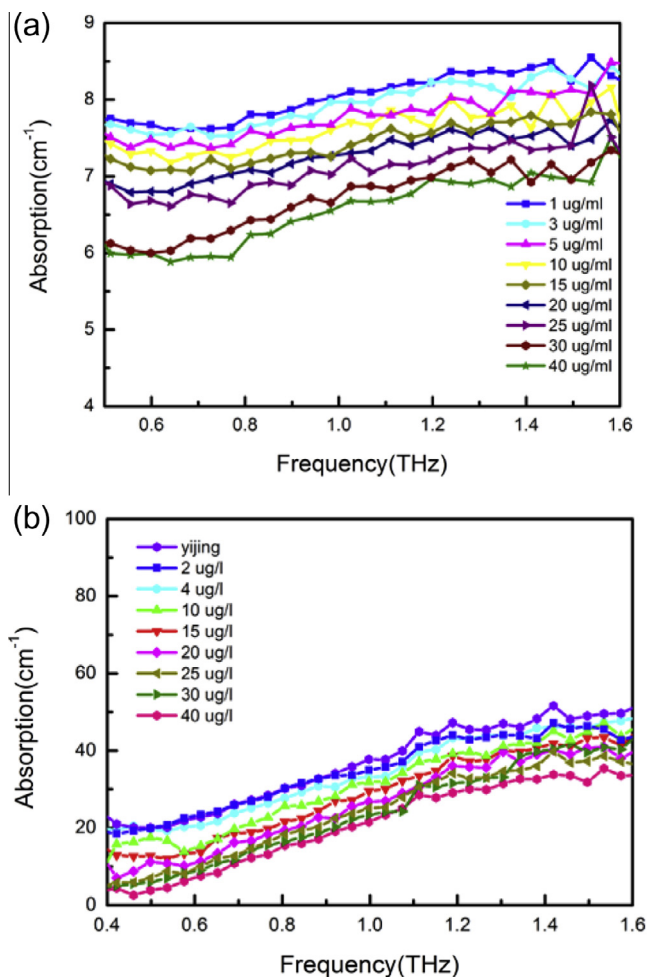 (a)
9
8
7
6
5
4
Absorption(cm⁻¹)
1 ug/ml
3 ug/ml
5 ug/ml
10 ug/ml
15 ug/ml
20 ug/ml
25 ug/ml
30 ug/ml
40 ug/ml
0.6 0.8 1.0 1.2 1.4 1.6
Frequency(THz)
(b)
100
80
60
40
20
0
Absorption(cm⁻¹)
yijing
2 ug/l
4 ug/l
10 ug/l
15 ug/l
20 ug/l
25 ug/l
30 ug/l
40 ug/l
0.4 0.6 0.8 1.0 1.2 1.4 1.6
Frequency(THz)